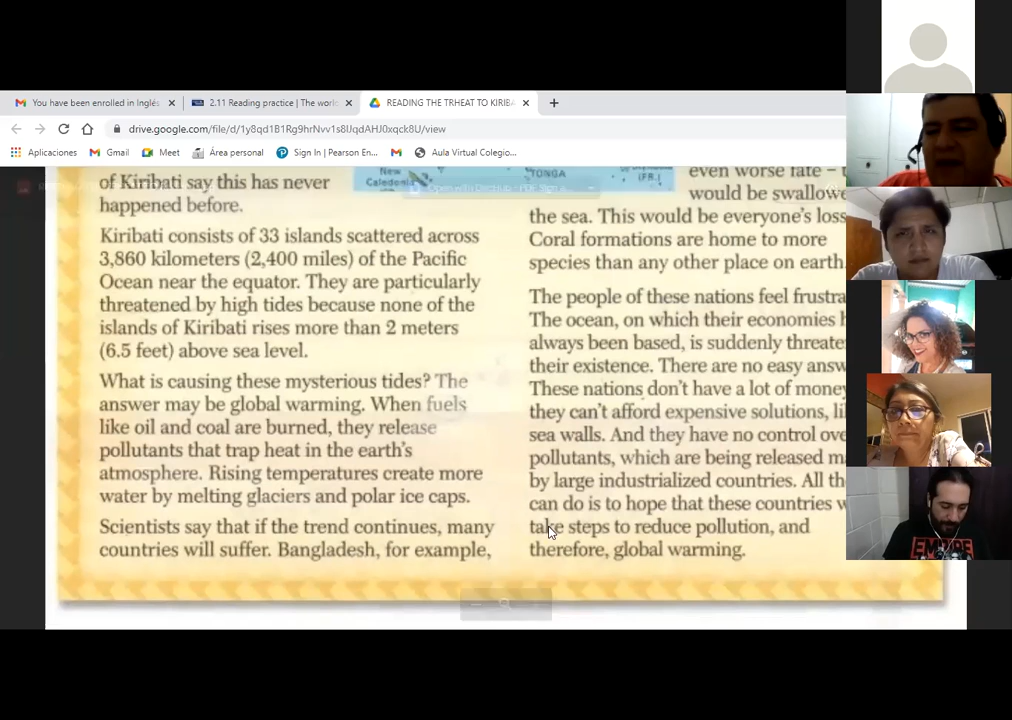 You have been enrolled in Inglés
2.11 Reading practice | The world
READING THE TRHEAT TO KIRIBA
drive.google.com/file/d/1y8qd1B1Rg9hrNvv1s8IJqdAHJ0xqck8U/view
Aplicaciones
Gmail
Meet
Área personal
Sign In | Pearson En...
Aula Virtual Colegio...
of Kiribati say this has never
happened before.
Kiribati consists of 33 islands scattered across
3,860 kilometers (2,400 miles) of the Pacific
Ocean near the equator. They are particularly
threatened by high tides because none of the
islands of Kiribati rises more than 2 meters
(6.5 feet) above sea level.
What is causing these mysterious tides? The
answer may be global warming. When fuels
like oil and coal are burned, they release
pollutants that trap heat in the earth's
atmosphere. Rising temperatures create more
water by melting glaciers and polar ice caps.
Scientists say that if the trend continues, many
countries will suffer. Bangladesh, for example,
New
Caledonia
TONGA
(FR.)
even worse fate –
would be swallowe
the sea. This would be everyone's loss
Coral formations are home to more
species than any other place on earth.
The people of these nations feel frustra
The ocean, on which their economies h
always been based, is suddenly threate
their existence. There are no easy answ
These nations don't have a lot of money
they can't afford expensive solutions, li
sea walls. And they have no control ove
pollutants, which are being released ma
by large industrialized countries. All th
can do is to hope that these countries w
take steps to reduce pollution, and
therefore, global warming.
EMPIRE